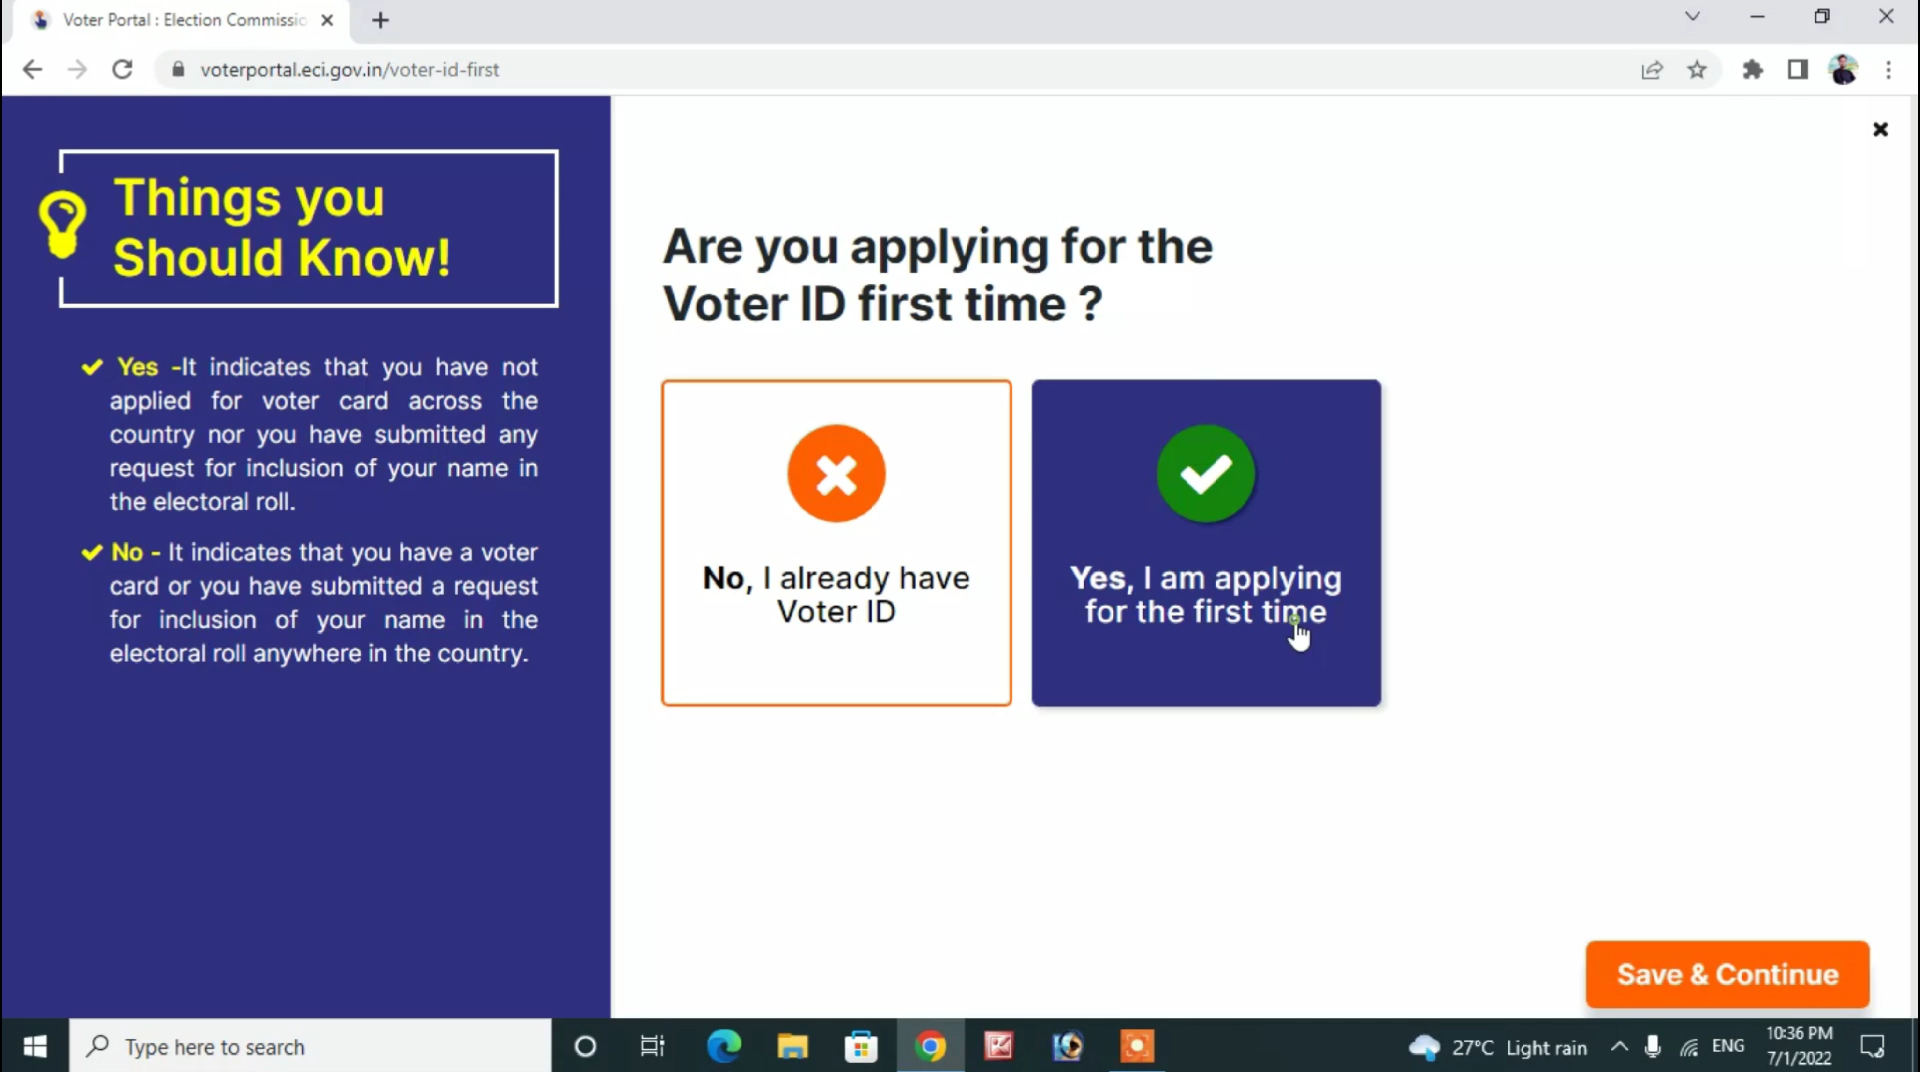 Voter Portal : Election Commissio
voterportal.eci.gov.in/voter-id-first
Things you
Should Know!
Yes -It indicates that you have not
applied for voter card across the
country nor you have submitted any
request for inclusion of your name in
the electoral roll.
No - It indicates that you have a voter
card or you have submitted a request
for inclusion of your name in the
electoral roll anywhere in the country.
Are you applying for the
Voter ID first time ?
No, I already have
Voter ID
Yes, I am applying
for the first time
Save & Continue
Type here to search
27°C Light rain
ENG
10:36 PM
7/1/2022